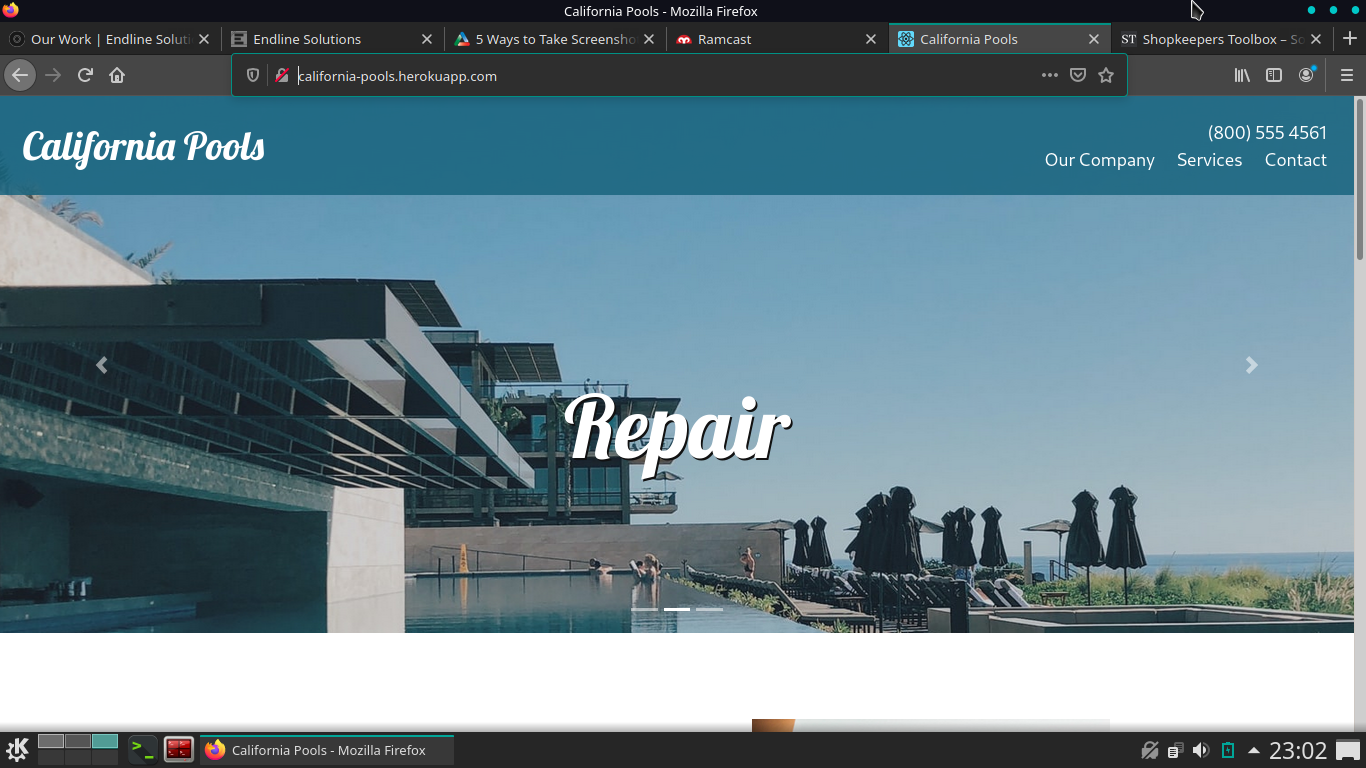 California Pools - Mozilla Firefox
Our Work | Endline Soluti
Endline Solutions
5 Ways to Take Screensho
Ramcast
California Pools
ST Shopkeepers Toolbox – So
california-pools.herokuapp.com
California Pools
(800) 555 4561
Our Company Services Contact
Repair
California Pools - Mozilla Firefox
23:02